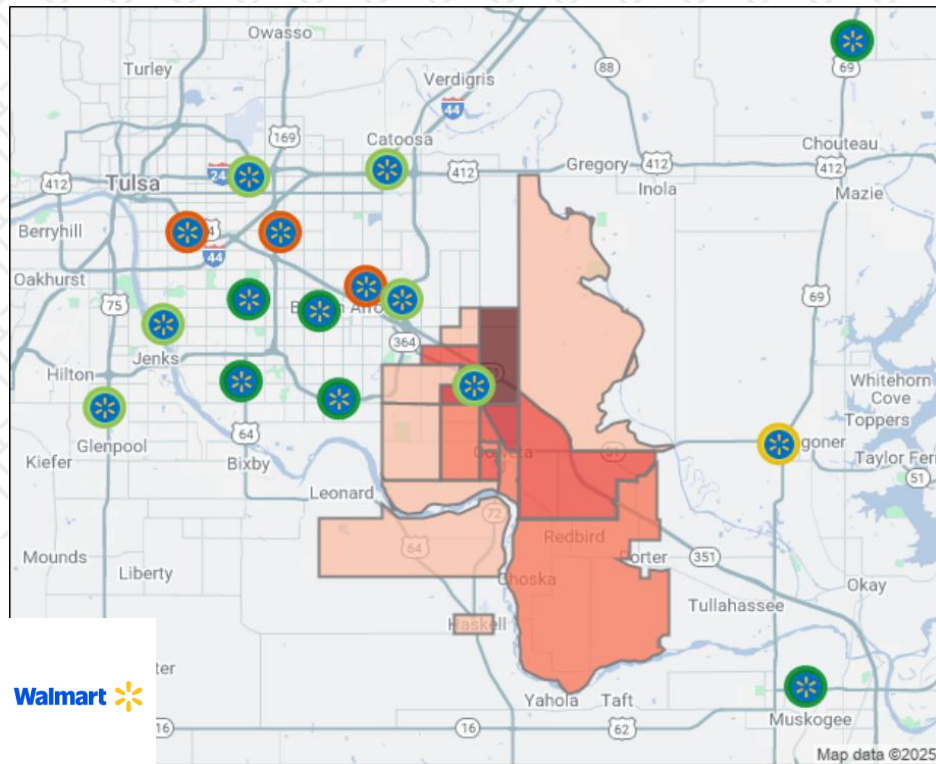 Owasso
Turley
88
69
Verdigris
44
169
Catoosa
Chouteau
412
24
412
Gregory
412
412
Tulsa
Inola
Mazie
Berryhill
44
Oakhurst
75
69
Jenks
364
Hilton
Whitehorn
Cove
Toppers
64
51
goner
Glenpool
Kiefer
Bixby
Coweta
51
Leonard
72
Mounds
64
Redbird
Porter
351
Liberty
Choska
Okay
Tullahassee
Haskell
Walmart
Yahola
Taft
Muskogee
16
16
62
Map data ©2025